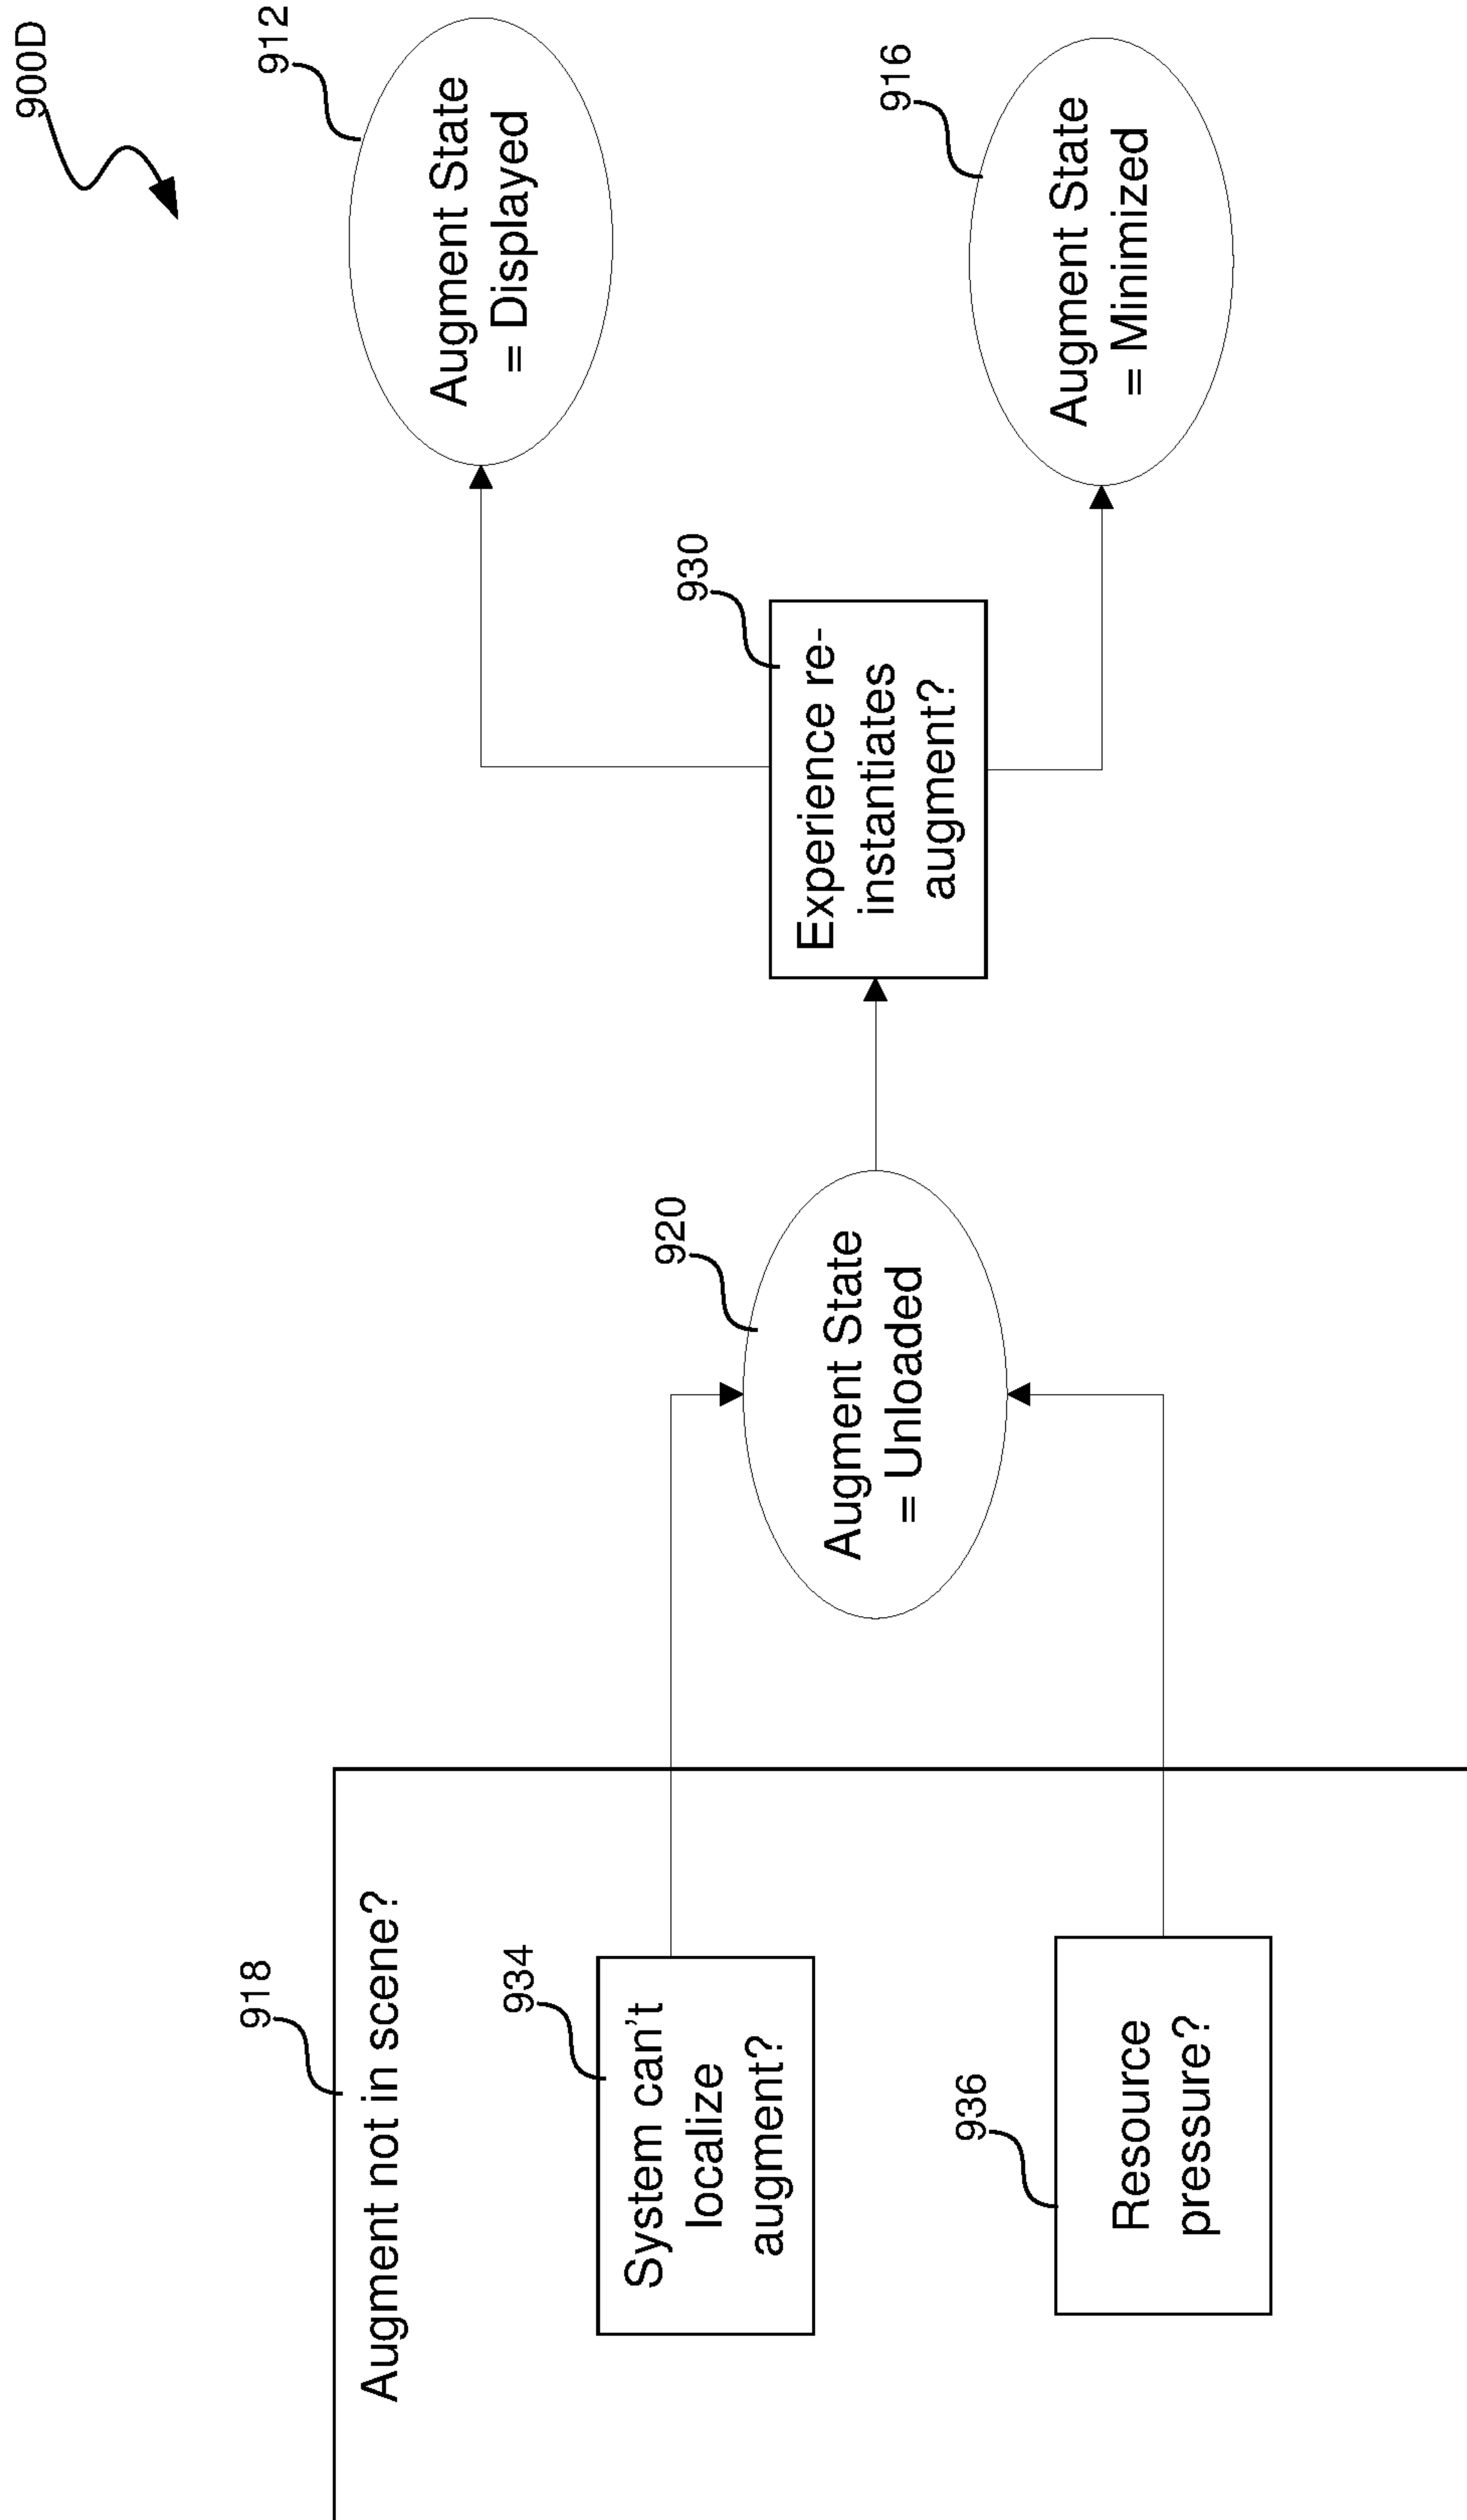 900D
918
Augment not in scene?
934
System can't
localize
augment?
936
Resource
pressure?
920
Augment State
= Unloaded
930
Experience re-
instantiates
augment?
912
Augment State
= Displayed
916
Augment State
= Minimized